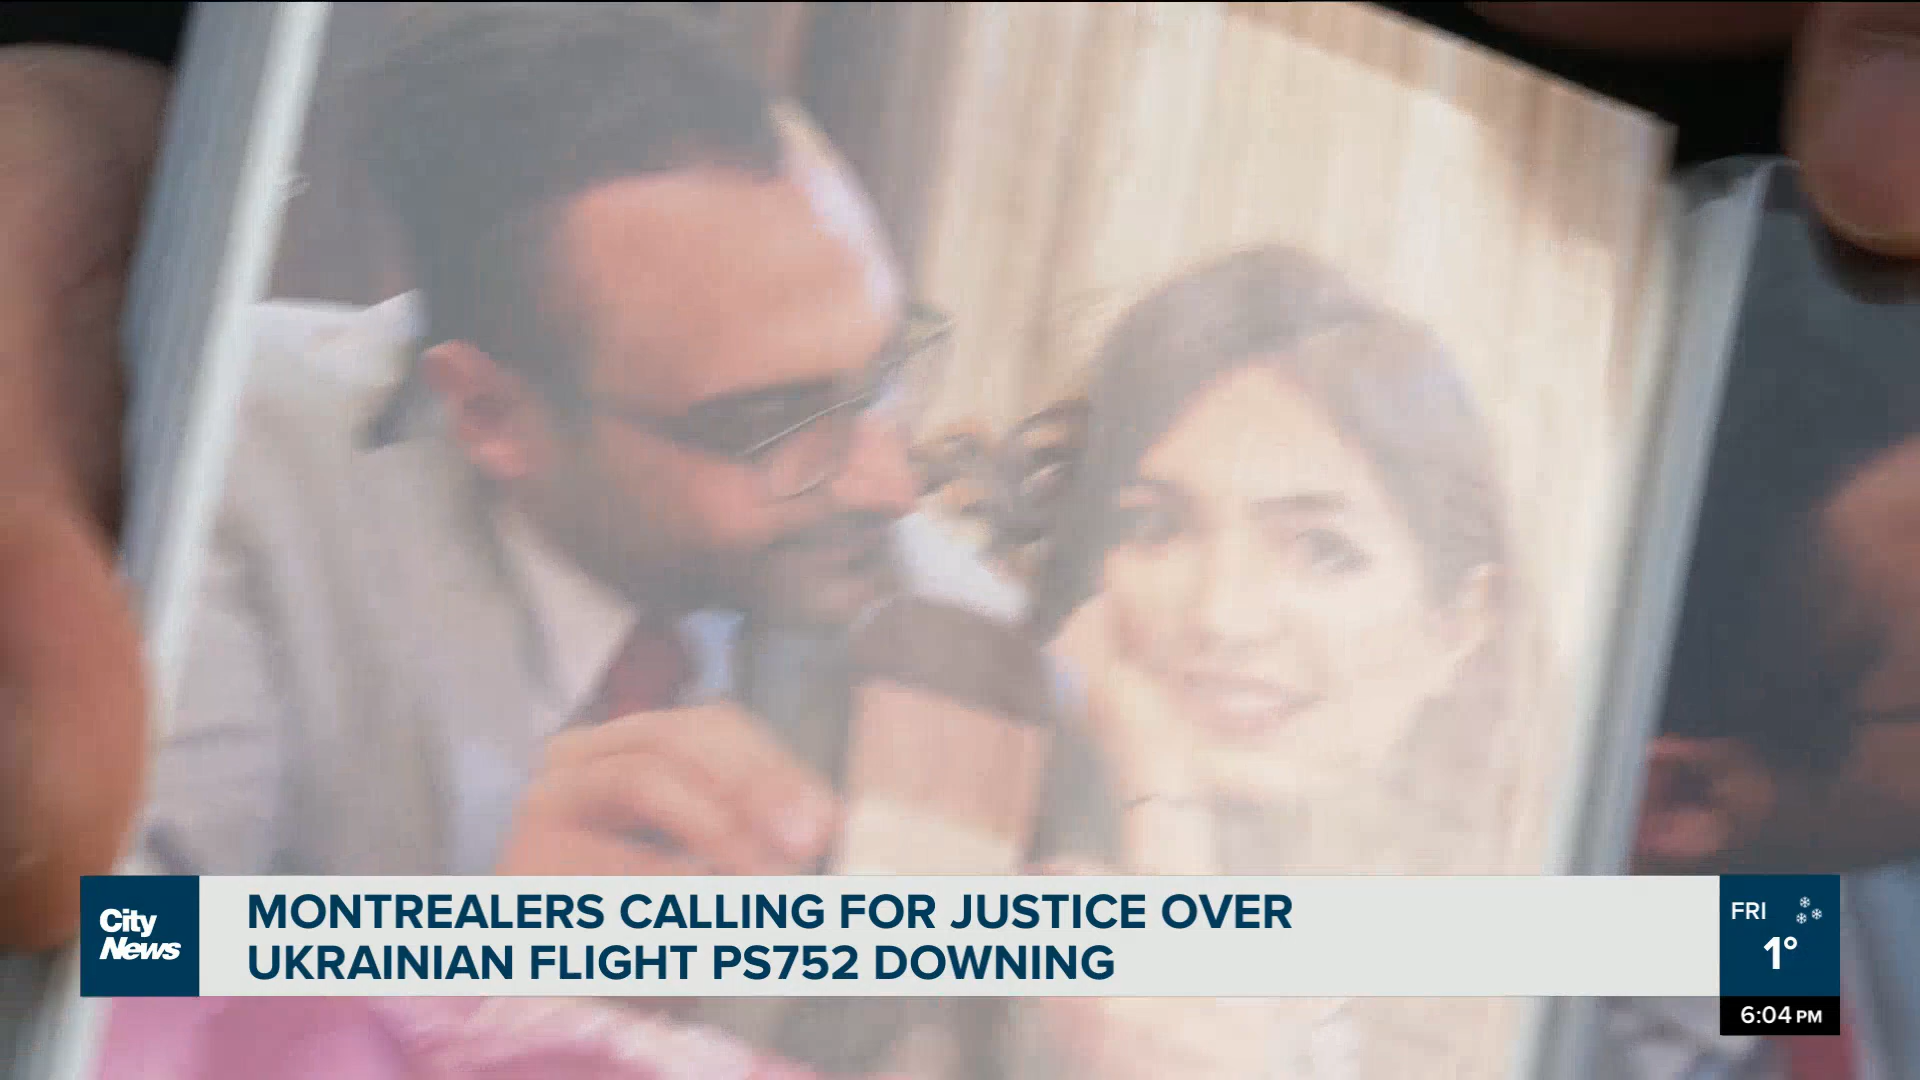 City
News
MONTREALERS CALLING FOR JUSTICE OVER
UKRAINIAN FLIGHT PS752 DOWNING
FRI
1°
6:04 PM